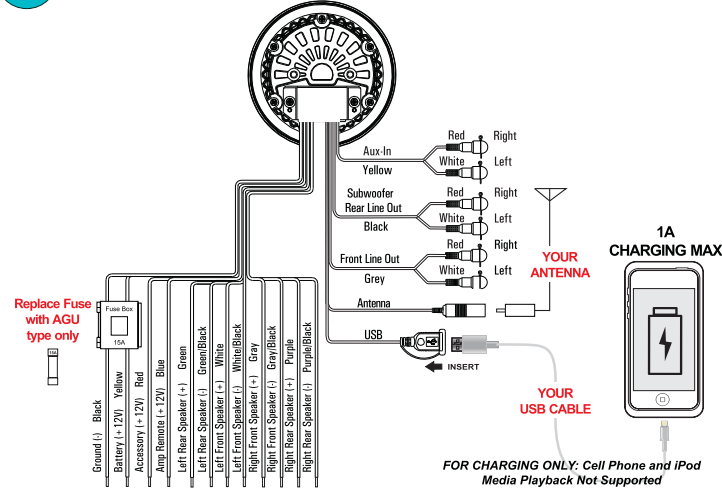 Red Right
Aux-In
White Left
Yellow
Subwoofer
Red Right
Rear Line Out
White Left
Black
Red Right
Front Line Out
White Left
Grey
YOUR
ANTENNA
1A
CHARGING MAX
Antenna
USB
INSERT
YOUR
USB CABLE
Replace Fuse
with AGU
type only
15A
Fuse Box
15A
Ground (-) Black
Battery (+12V) Yellow
Accessory (+12V) Red
Amp Remote (+12V) Blue
Left Rear Speaker (+) Green
Left Rear Speaker (-) Green/Black
Left Front Speaker (+) White
Left Front Speaker (-) White/Black
Right Front Speaker (+) Gray
Right Front Speaker (-) Gray/Black
Right Rear Speaker (+) Purple
Right Rear Speaker (-) Purple/Black
FOR CHARGING ONLY: Cell Phone and iPod
Media Playback Not Supported